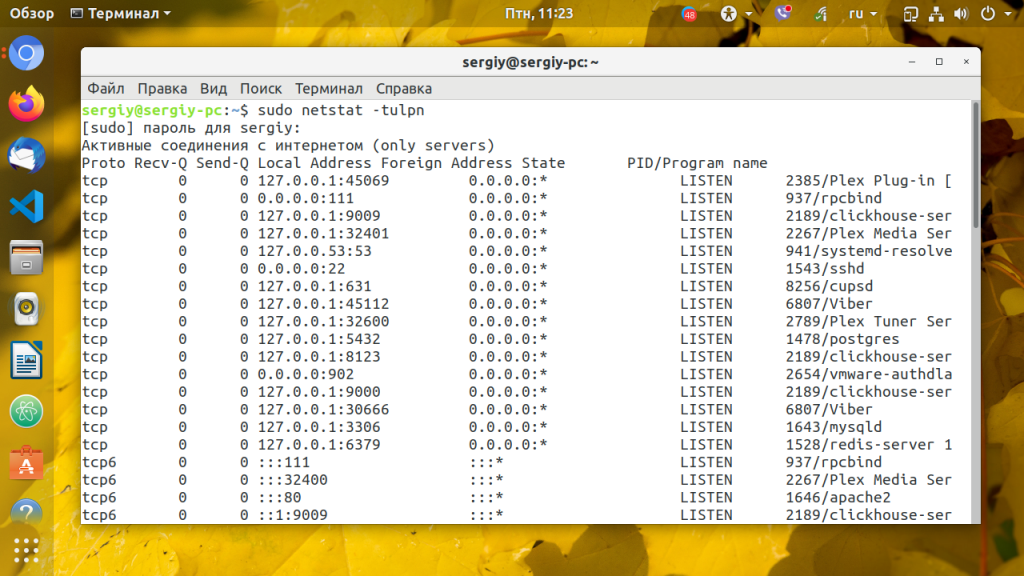 Обзор Терминал Птн, 11:23 48 ru
sergiy@sergiy-pc: ~
Файл Правка Вид Поиск Терминал Справка
sergiy@sergiy-pc:~$ sudo netstat -tulpn
[sudo] пароль для sergiy:
Активные соединения с интернетом (only servers)
Proto Recv-Q Send-Q Local Address Foreign Address State       PID/Program name
tcp        0      0 127.0.0.1:45069         0.0.0.0:*               LISTEN      2385/Plex Plug-in [
tcp        0      0 0.0.0.0:111             0.0.0.0:*               LISTEN      937/rpcbind
tcp        0      0 127.0.0.1:9009          0.0.0.0:*               LISTEN      2189/clickhouse-ser
tcp        0      0 127.0.0.1:32401         0.0.0.0:*               LISTEN      2267/Plex Media Ser
tcp        0      0 127.0.0.53:53           0.0.0.0:*               LISTEN      941/systemd-resolve
tcp        0      0 0.0.0.0:22              0.0.0.0:*               LISTEN      1543/sshd
tcp        0      0 127.0.0.1:631           0.0.0.0:*               LISTEN      8256/cupsd
tcp        0      0 127.0.0.1:45112         0.0.0.0:*               LISTEN      6807/Viber
tcp        0      0 127.0.0.1:32600         0.0.0.0:*               LISTEN      2789/Plex Tuner Ser
tcp        0      0 127.0.0.1:5432          0.0.0.0:*               LISTEN      1478/postgres
tcp        0      0 127.0.0.1:8123          0.0.0.0:*               LISTEN      2189/clickhouse-ser
tcp        0      0 0.0.0.0:902             0.0.0.0:*               LISTEN      2654/vmware-authdla
tcp        0      0 127.0.0.1:9000          0.0.0.0:*               LISTEN      2189/clickhouse-ser
tcp        0      0 127.0.0.1:30666         0.0.0.0:*               LISTEN      6807/Viber
tcp        0      0 127.0.0.1:3306          0.0.0.0:*               LISTEN      1643/mysqld
tcp        0      0 127.0.0.1:6379          0.0.0.0:*               LISTEN      1528/redis-server 1
tcp6       0      0 :::111                  :::*                    LISTEN      937/rpcbind
tcp6       0      0 :::32400                :::*                    LISTEN      2267/Plex Media Ser
tcp6       0      0 :::80                   :::*                    LISTEN      1646/apache2
tcp6       0      0 ::1:9009                :::*                    LISTEN      2189/clickhouse-ser